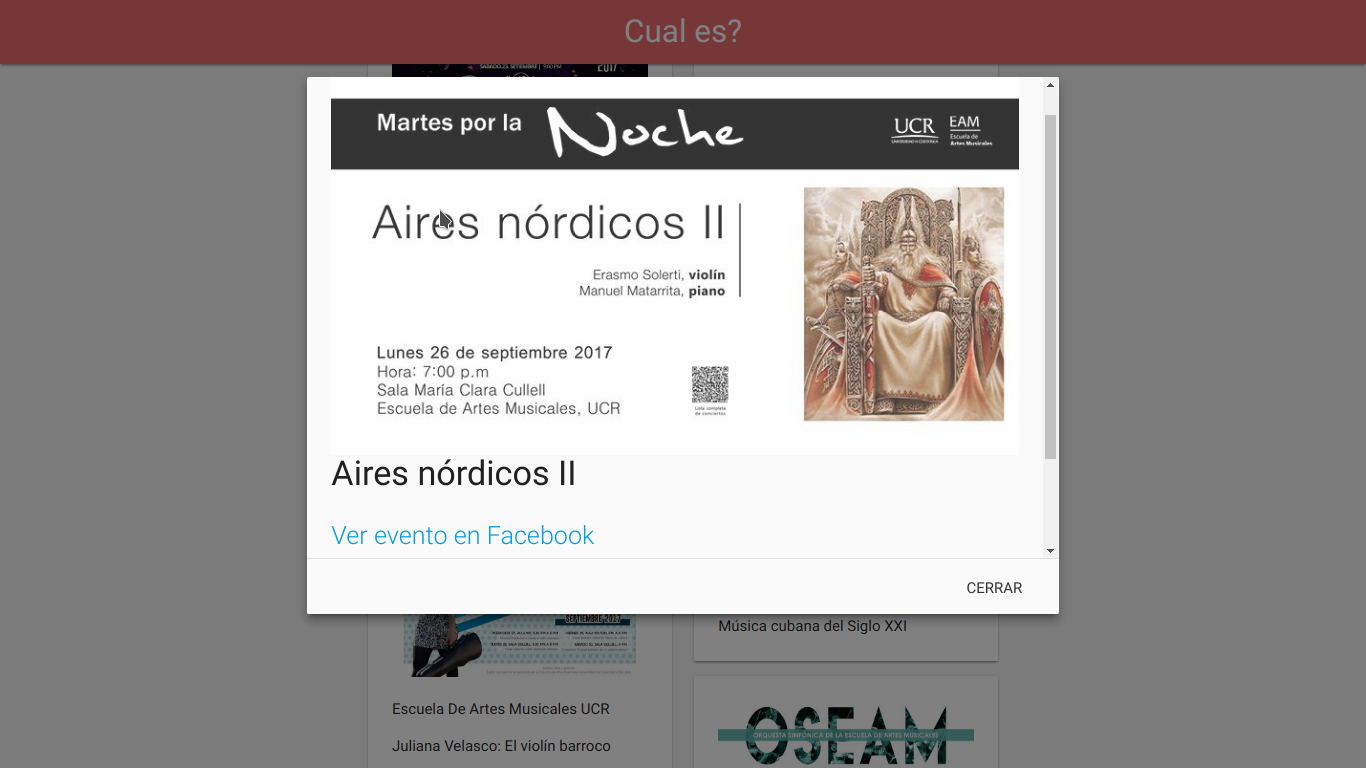 Cual es?
SÁBADO 23, SETIEMBRE | 9:00 PM
2017
Martes por la Noche
UCR
UNIVERSIDAD DE COSTA RICA
EAM
Escuela de
Artes Musicales
Aires nórdicos II
Erasmo Solerti, violín
Manuel Matarrita, piano
Lunes 26 de septiembre 2017
Hora: 7:00 p.m
Sala María Clara Cullell
Escuela de Artes Musicales, UCR
Lista completa
de conciertos
Aires nórdicos II
Ver evento en Facebook
CERRAR
SEPTIEMBRE 2017
Escuela De Artes Musicales UCR
Juliana Velasco: El violín barroco
Música cubana del Siglo XXI
OSEAM
ORQUESTA SINFÓNICA DE LA ESCUELA DE ARTES MUSICALES